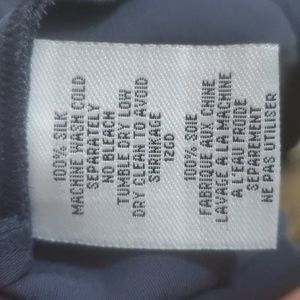 100% SILK
MACHINE WASH COLD
SEPARATELY
NO BLEACH
TUMBLE DRY LOW
DRY CLEAN TO AVOID
SHRINKAGE
12GD
100% SOIE
FABRIQUE AUX CHINE
LAVAGE A LA MACHINE
A L'EAU FROIDE
SEPAREMENT
NE PAS UTILISER